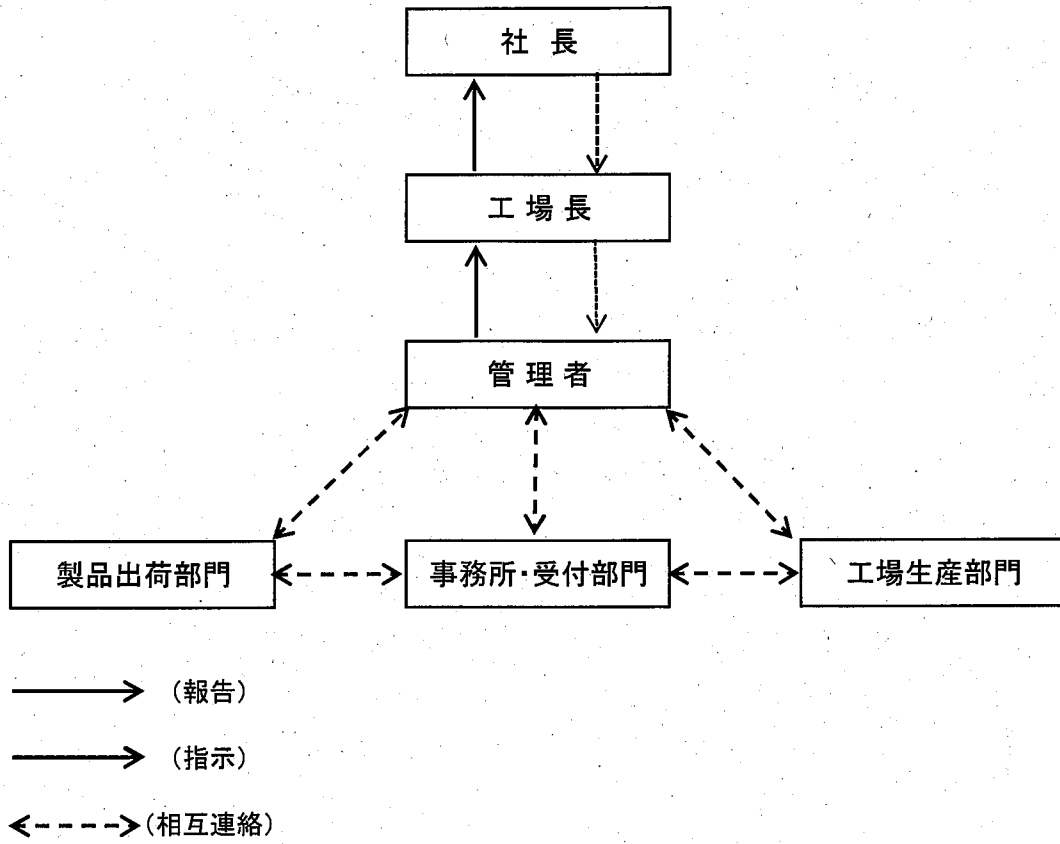 社長
工場長
管理者
製品出荷部門
事務所・受付部門
工場生産部門
（報告）
（指示）
（相互連絡）